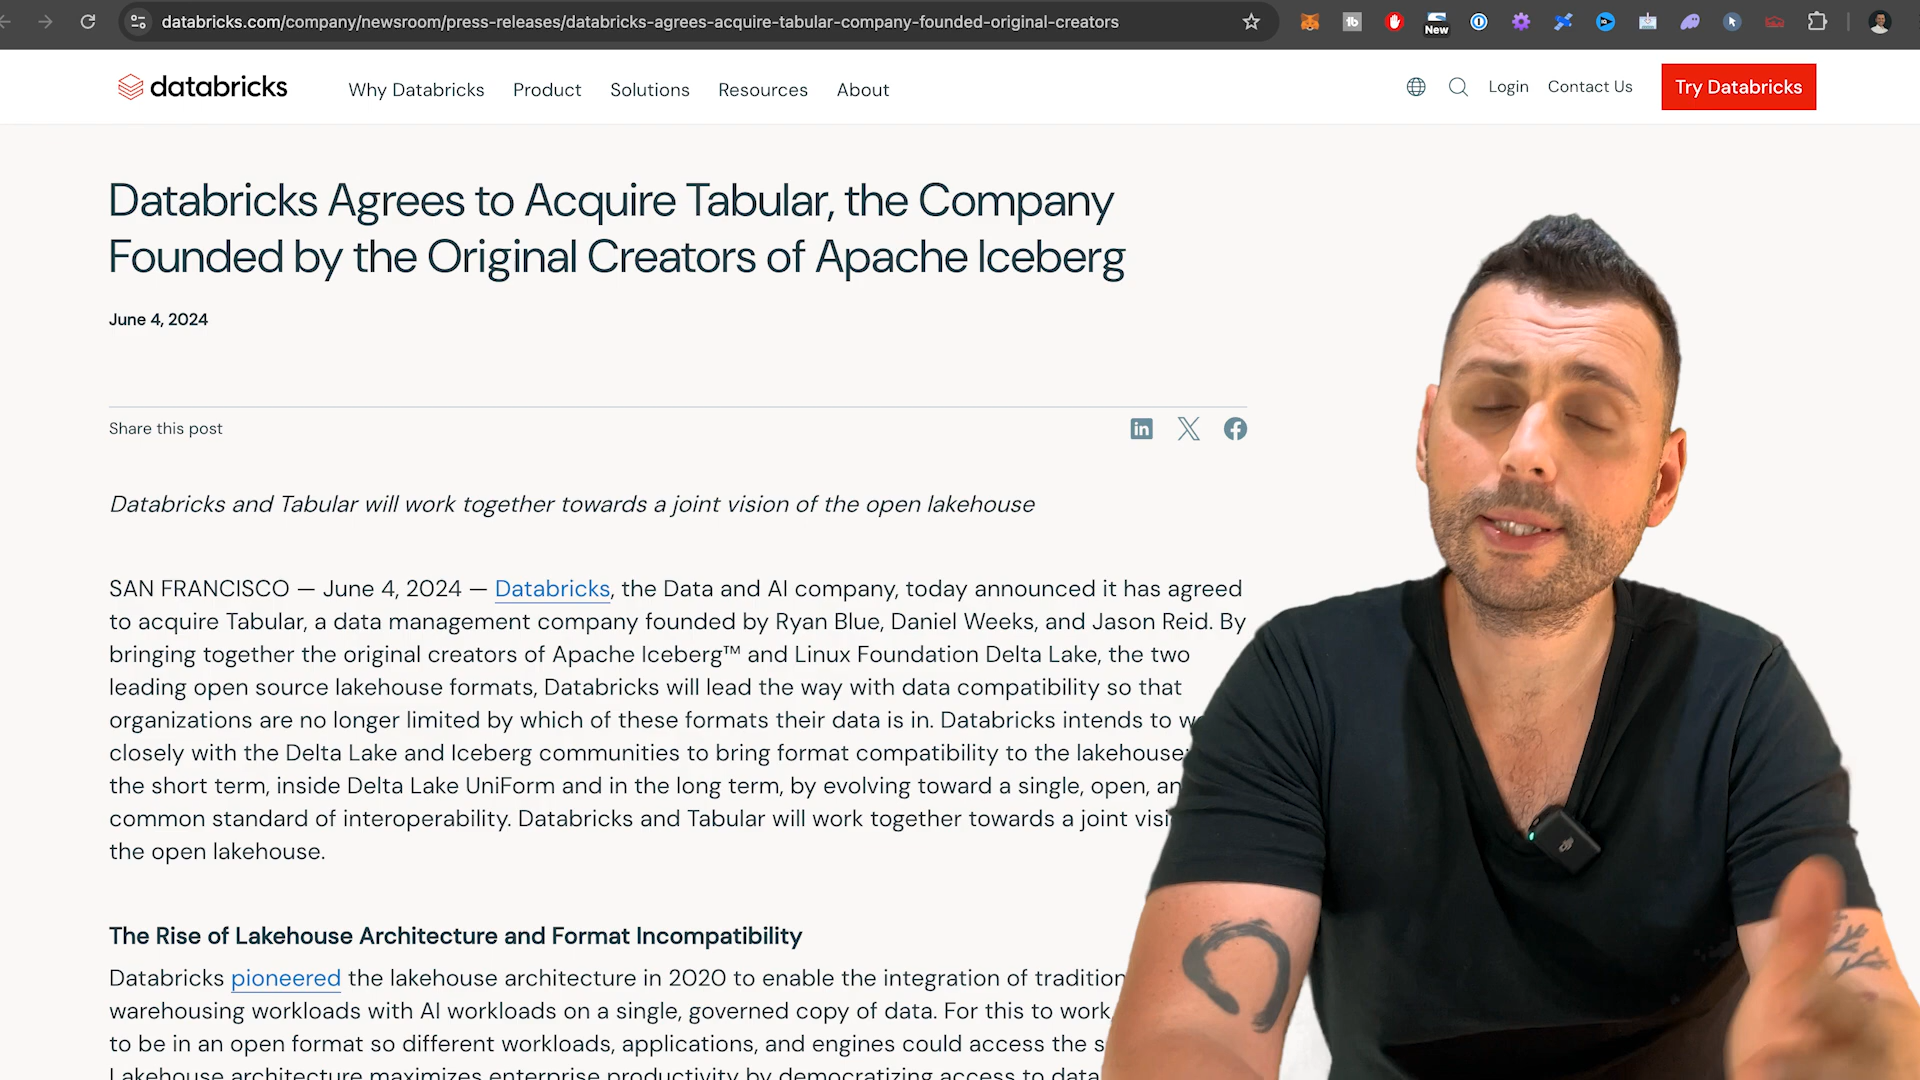 databricks.com/company/newsroom/press-releases/databricks-agrees-acquire-tabular-company-founded-original-creators
New
databricks
Why Databricks Product Solutions Resources About
Login Contact Us Try Databricks
Databricks Agrees to Acquire Tabular, the Company
Founded by the Original Creators of Apache Iceberg
June 4, 2024
Share this post
Databricks and Tabular will work together towards a joint vision of the open lakehouse
SAN FRANCISCO — June 4, 2024 — Databricks, the Data and AI company, today announced it has agreed
to acquire Tabular, a data management company founded by Ryan Blue, Daniel Weeks, and Jason Reid. By
bringing together the original creators of Apache Iceberg™ and Linux Foundation Delta Lake, the two
leading open source lakehouse formats, Databricks will lead the way with data compatibility so that
organizations are no longer limited by which of these formats their data is in. Databricks intends to
closely with the Delta Lake and Iceberg communities to bring format compatibility to the lakehouse;
the short term, inside Delta Lake UniForm and in the long term, by evolving toward a single, open,
common standard of interoperability. Databricks and Tabular will work together towards a joint
the open lakehouse.
The Rise of Lakehouse Architecture and Format Incompatibility
Databricks pioneered the lakehouse architecture in 2020 to enable the integration of
warehousing workloads with AI workloads on a single, governed copy of data. For this to work,
to be in an open format so different workloads, applications, and engines could access the
Lakehouse architecture maximizes enterprise productivity by democratizing access to data